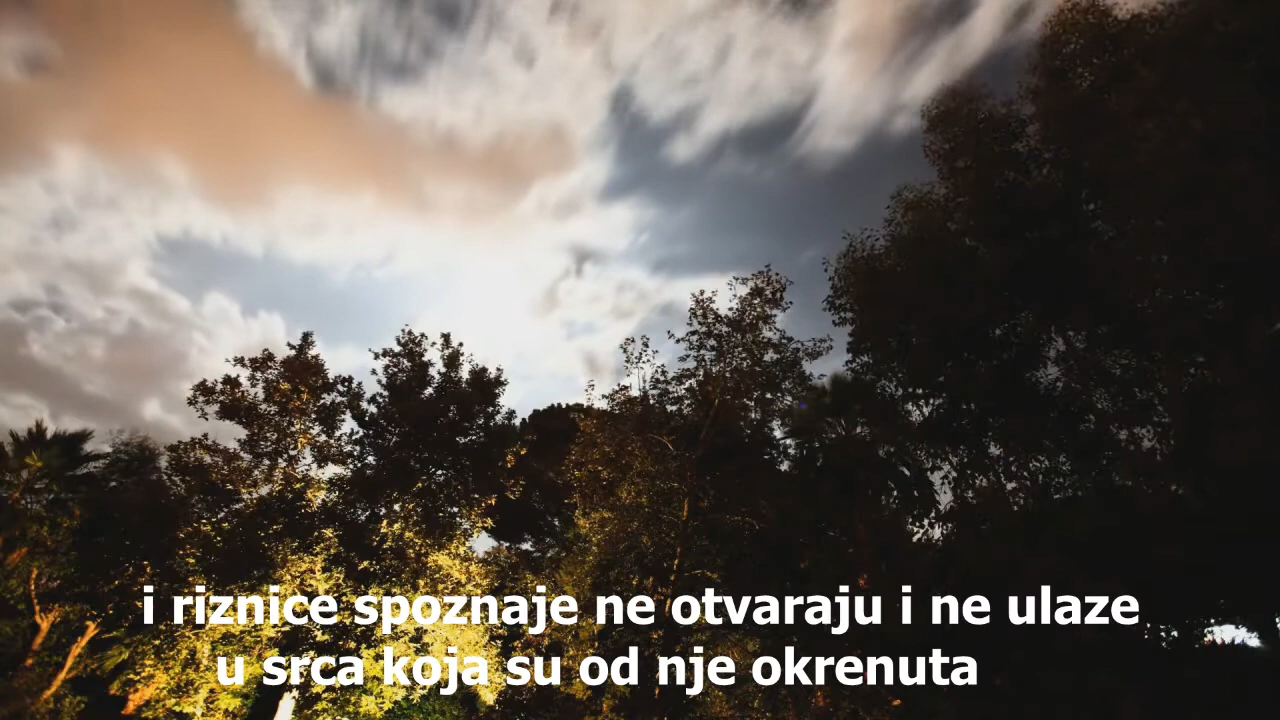 i riznice spoznaje ne otvaraju i ne ulaze
u srca koja su od nje okrenuta